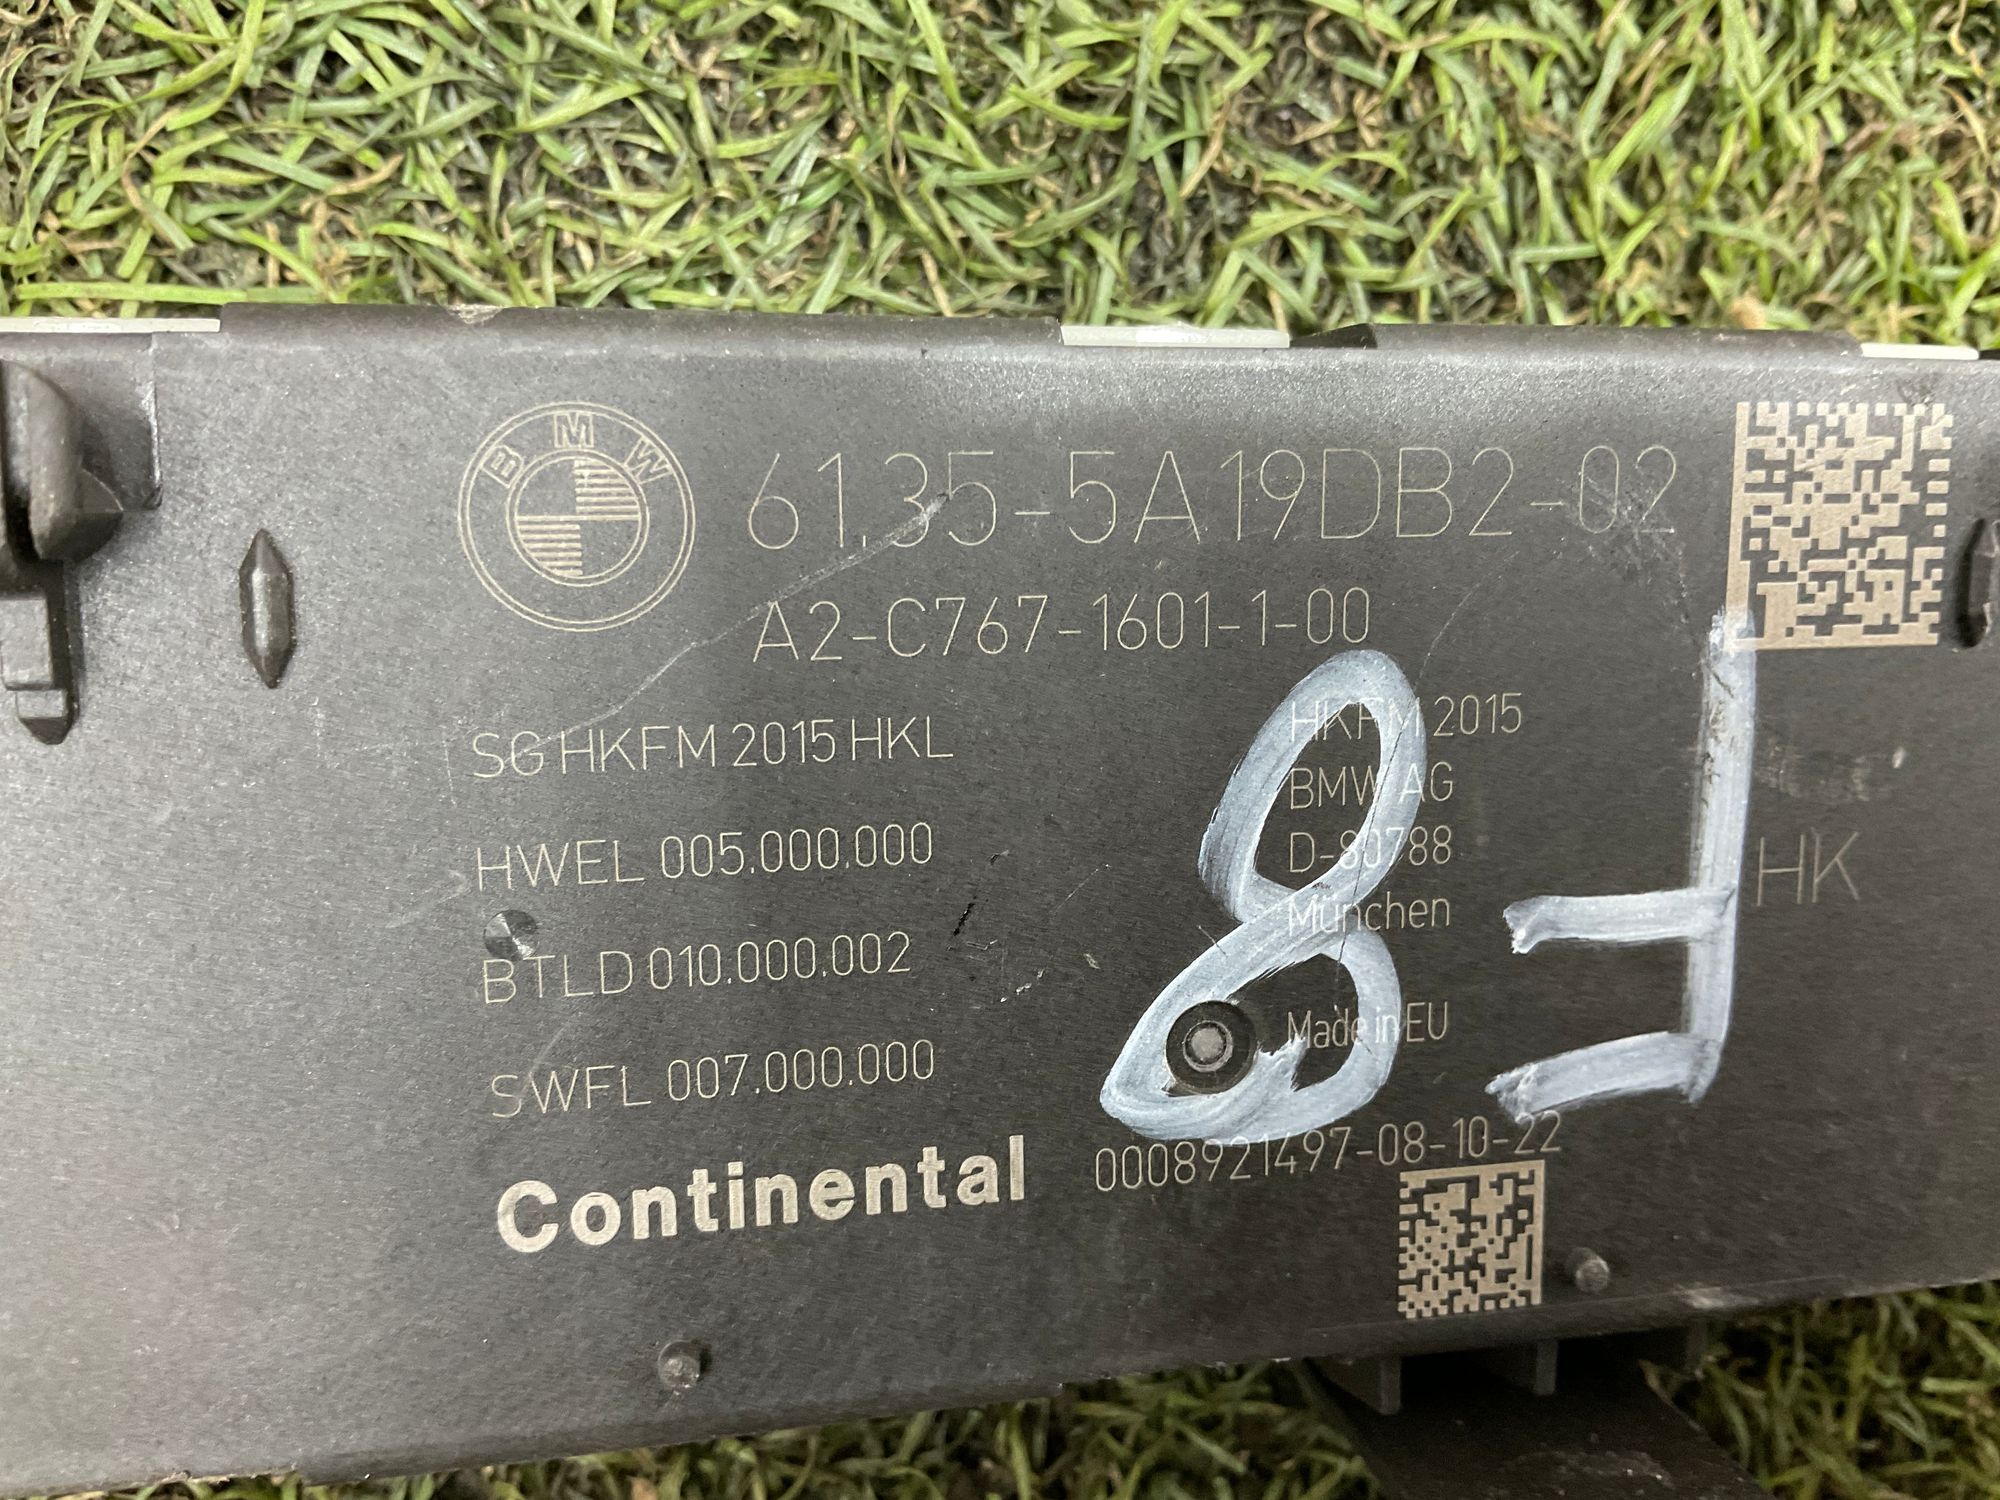 BMW
61.35-5A19DB2-02
A2-C767-1601-1-00
SG HKFM 2015 HKL
HWEL 005.000.000
BTLD 010.000.002
SWFL 007.000.000
HKFM 2015
BMW AG
D-80788
München
Made in EU
HK
Continental
0008921497-08-10-22
F8